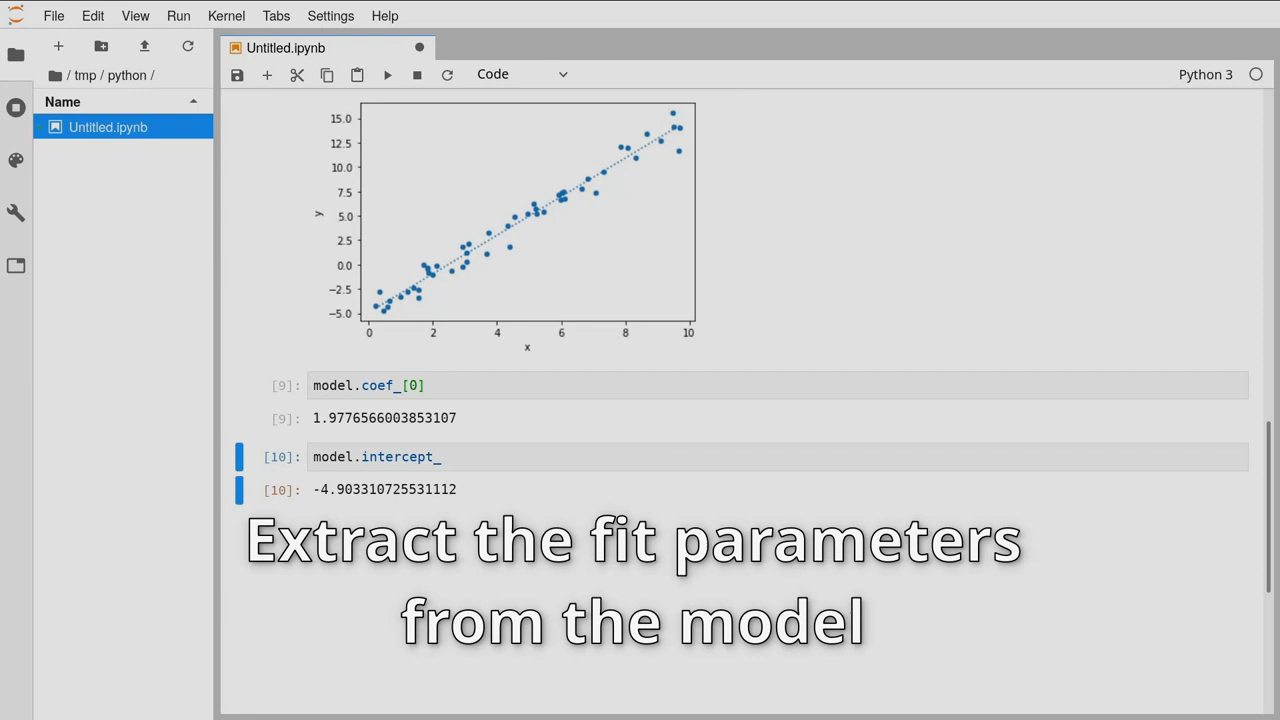 File Edit View Run Kernel Tabs Settings Help
/ tmp / python /
Name
Untitled.ipynb
Untitled.ipynb
Code
Python 3
15.0
12.5
10.0
7.5
5.0
2.5
0.0
−2.5
−5.0
y
0 2 4 6 8 10
x
[9]: model.coef_[0]
[9]: 1.9776566003853107
[10]: model.intercept_
[10]: -4.903310725531112
Extract the fit parameters
from the model